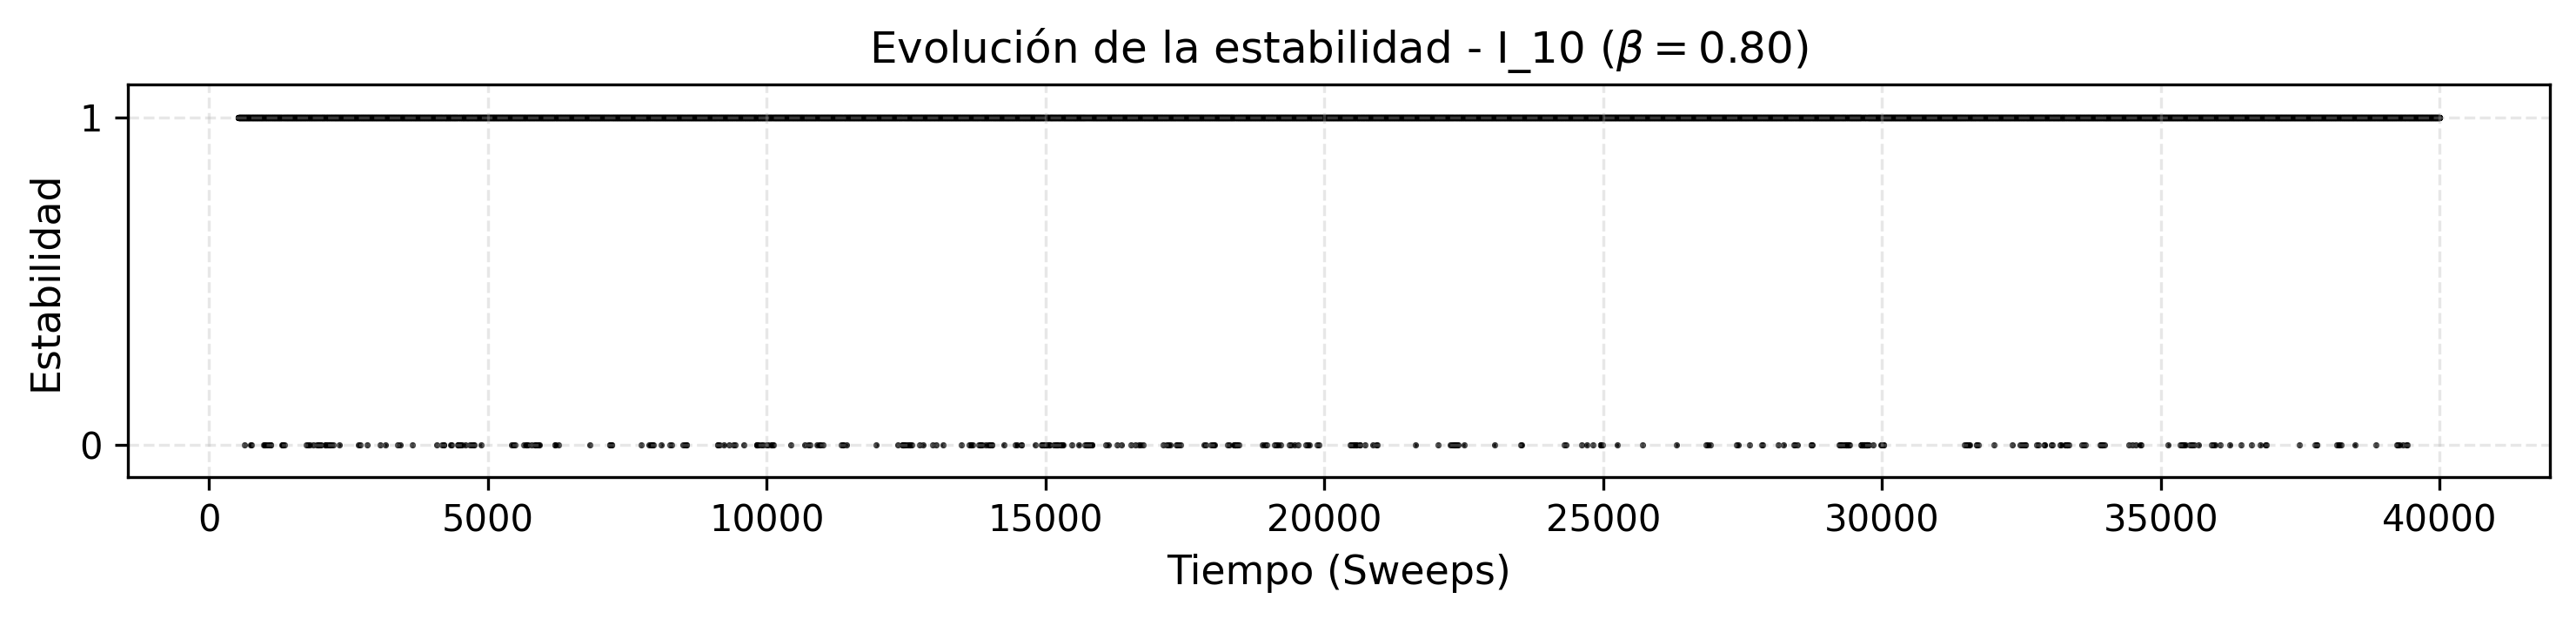 Evolución de la estabilidad - I_10 (β = 0.80)
1
Estabilidad
0
0 5000 10000 15000 20000 25000 30000 35000 40000
Tiempo (Sweeps)